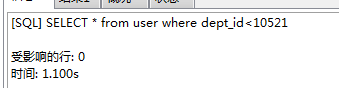 [SQL] SELECT * from user where dept_id<10521
受影响的行: 0
时间: 1.100s